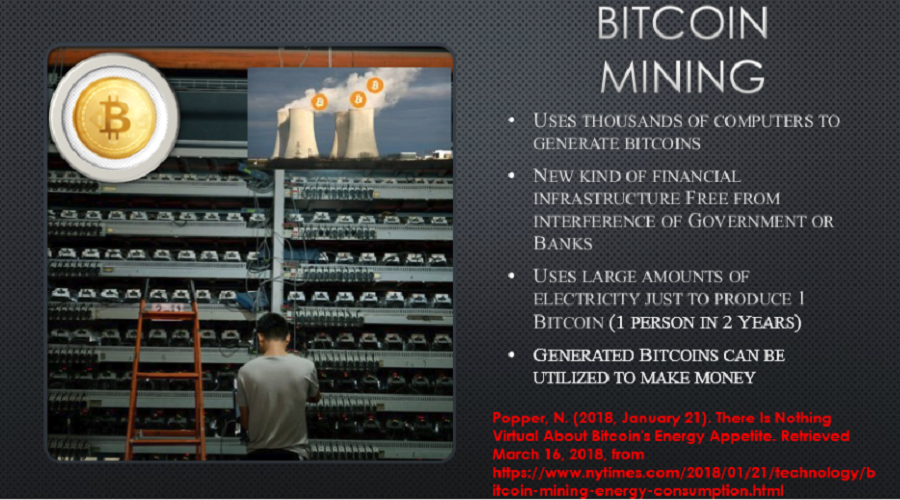 BITCOIN
MINING
• USES THOUSANDS OF COMPUTERS TO
GENERATE BITCOINS
• NEW KIND OF FINANCIAL
INFRASTRUCTURE FREE FROM
INTERFERENCE OF GOVERNMENT OR
BANKS
• USES LARGE AMOUNTS OF
ELECTRICITY JUST TO PRODUCE 1
BITCOIN (1 PERSON IN 2 YEARS)
• GENERATED BITCOINS CAN BE
UTILIZED TO MAKE MONEY
Popper, N. (2018, January 21). There Is Nothing
Virtual About Bitcoin's Energy Appetite. Retrieved
March 16, 2018, from
https://www.nytimes.com/2018/01/21/technology/b
itcoin-mining-energy-consumption.html